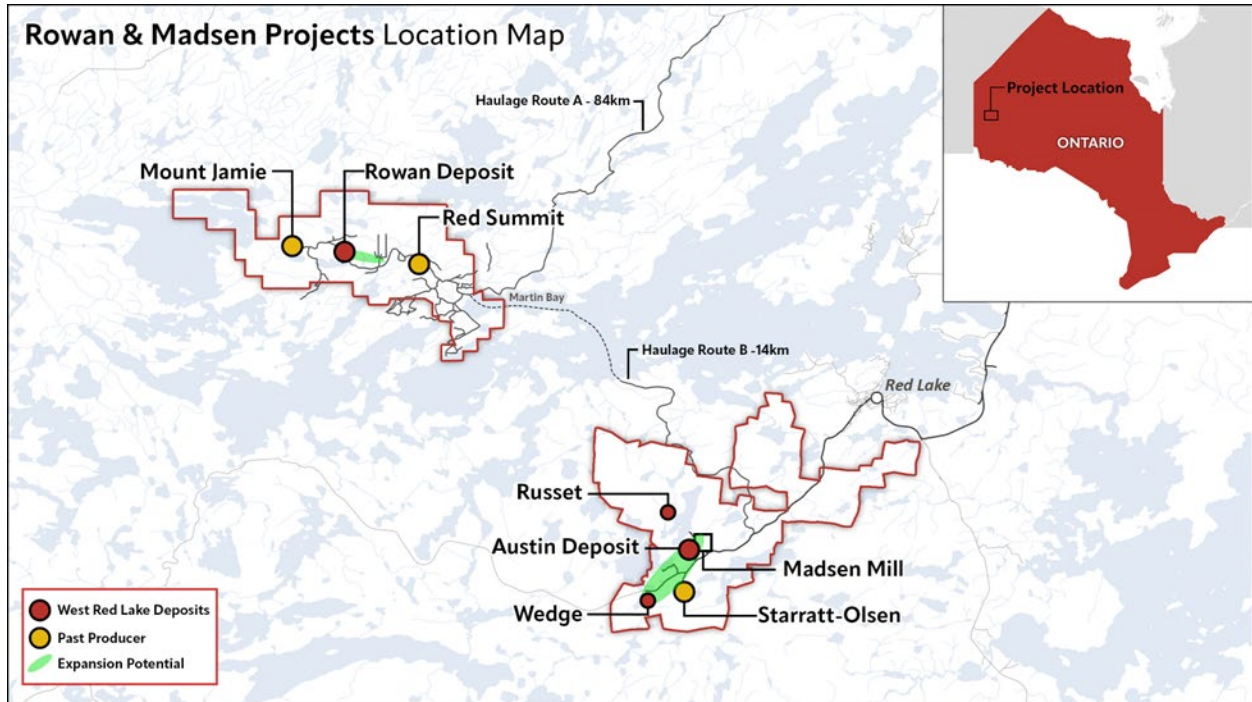 Rowan & Madsen Projects Location Map
Haulage Route A - 84km
Project Location
ONTARIO
Mount Jamie
Rowan Deposit
Red Summit
Martin Bay
Haulage Route B -14km
Red Lake
Russet
Austin Deposit
Madsen Mill
Wedge
Starratt-Olsen
West Red Lake Deposits
Past Producer
Expansion Potential